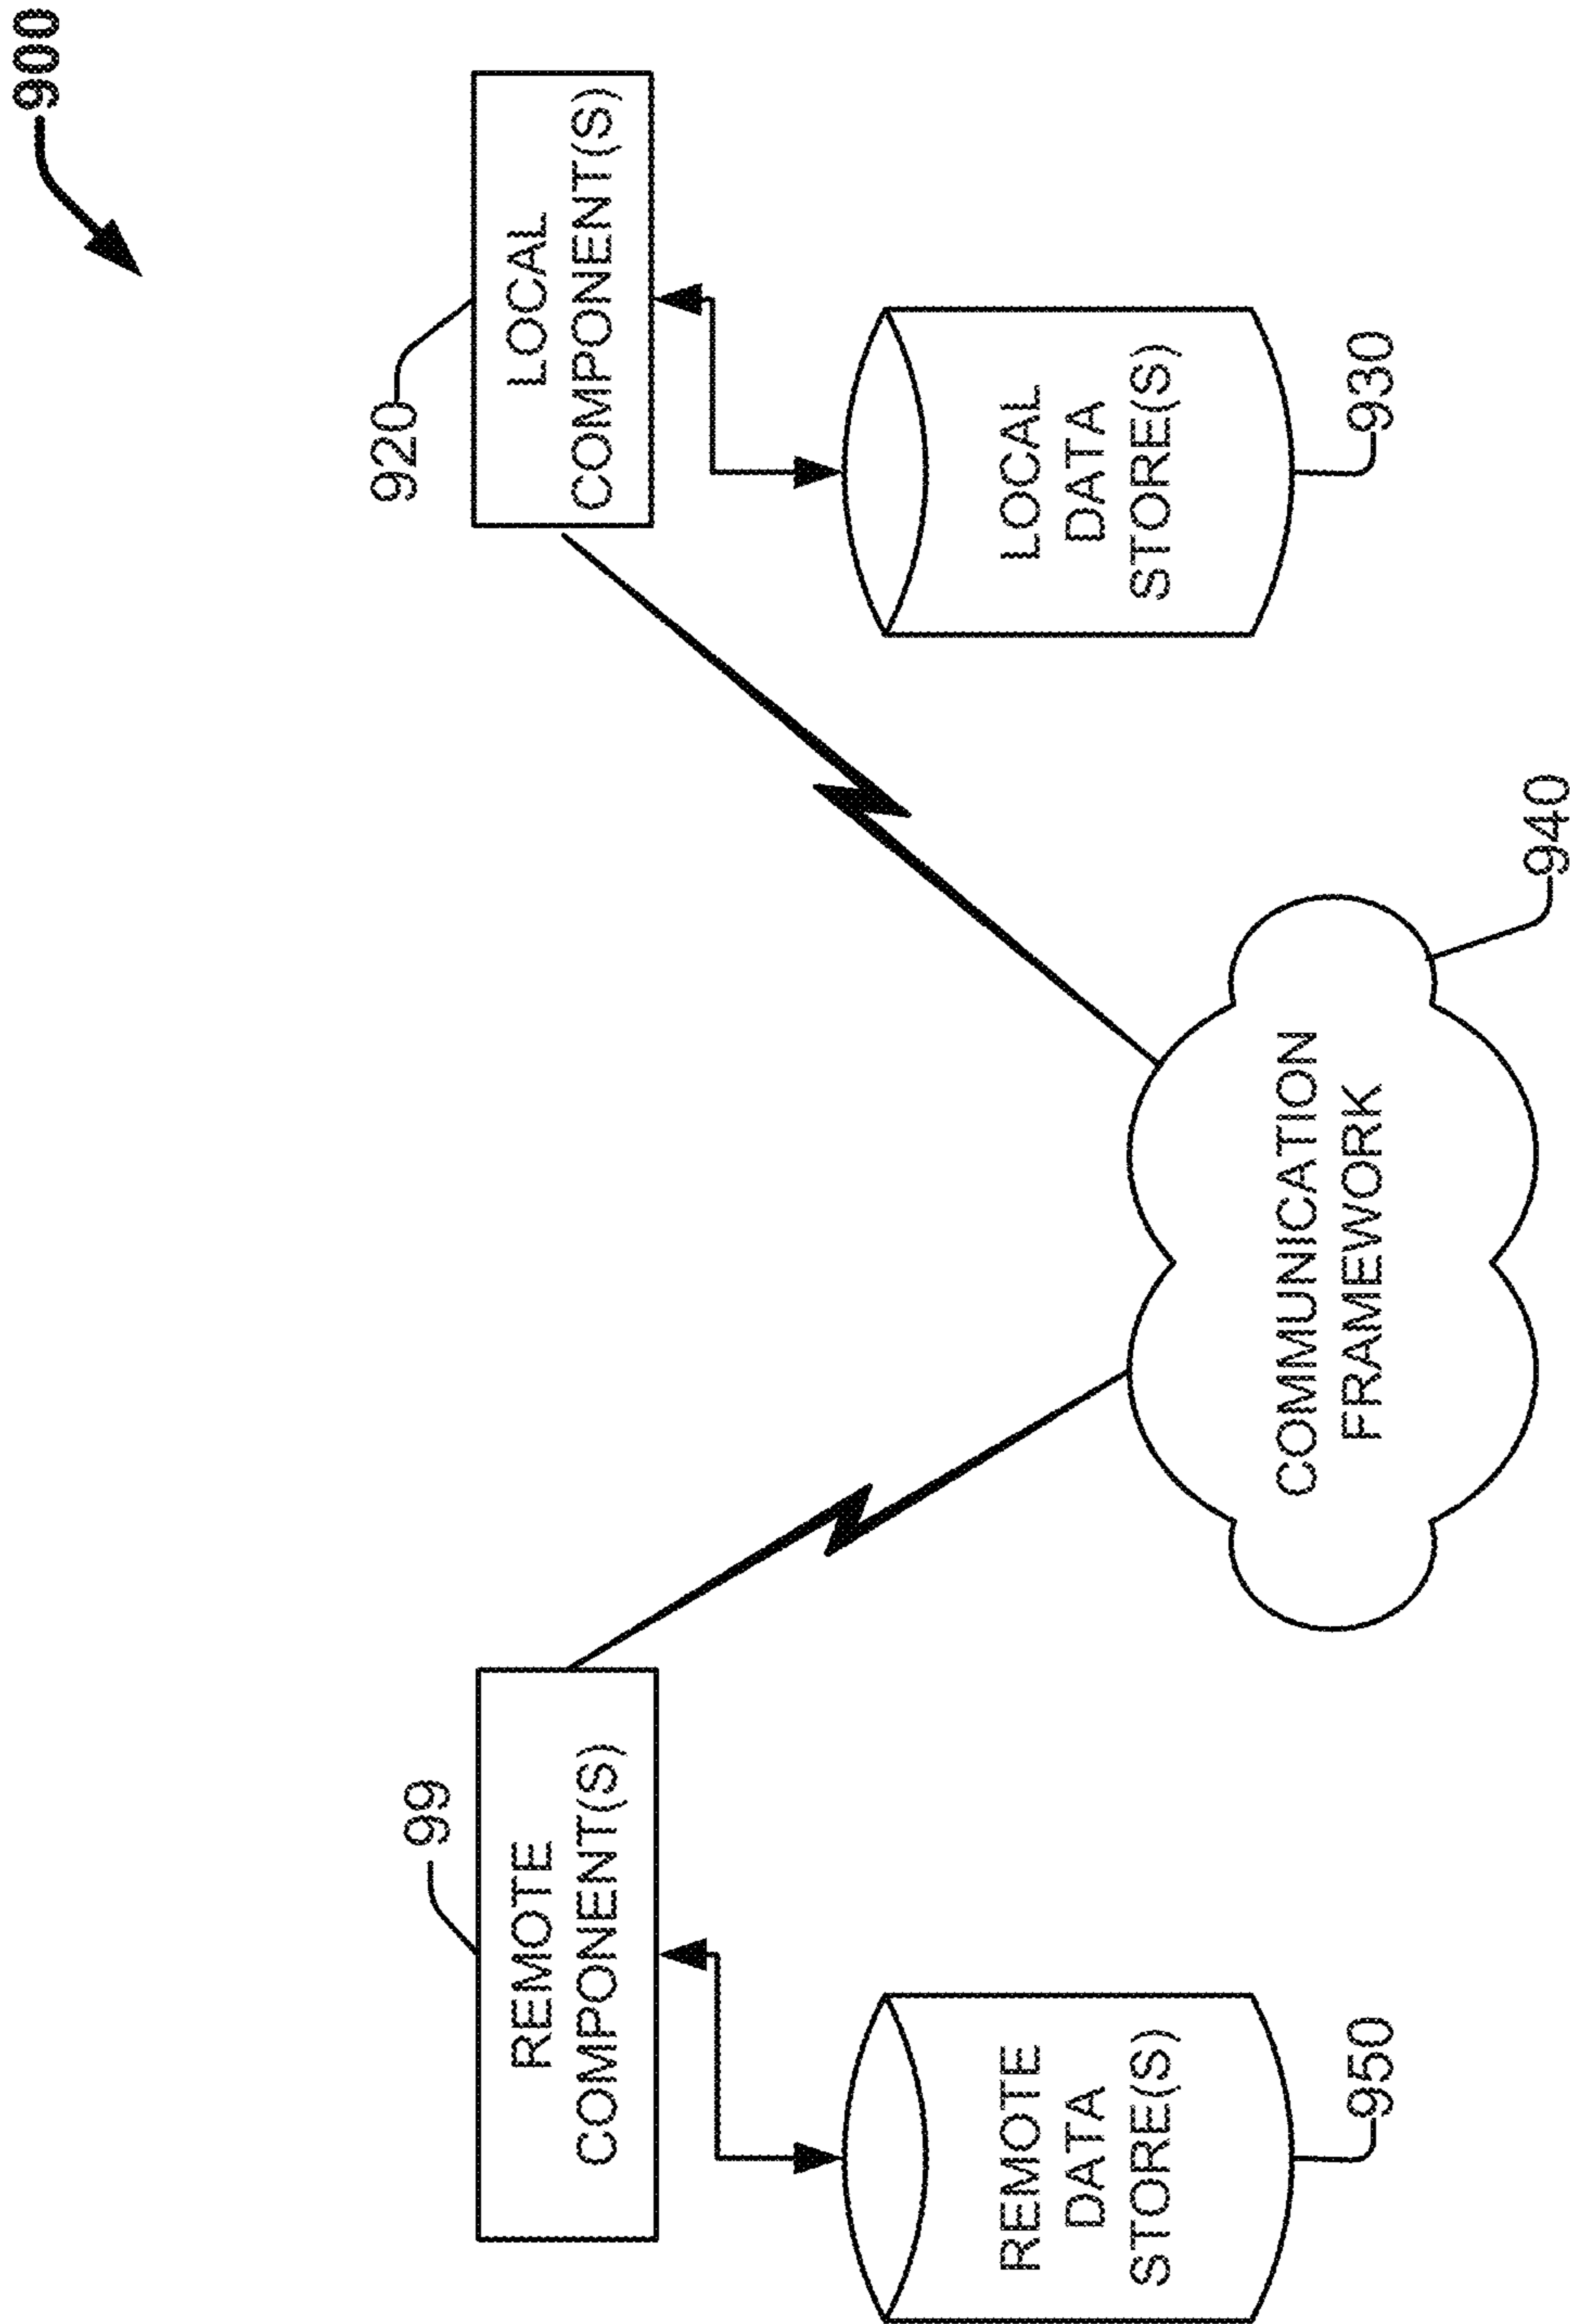 900
99
REMOTE
COMPONENT(S)
920
LOCAL
COMPONENT(S)
REMOTE
DATA
STORE(S)
950
LOCAL
DATA
STORE(S)
930
COMMUNICATION
FRAMEWORK
940